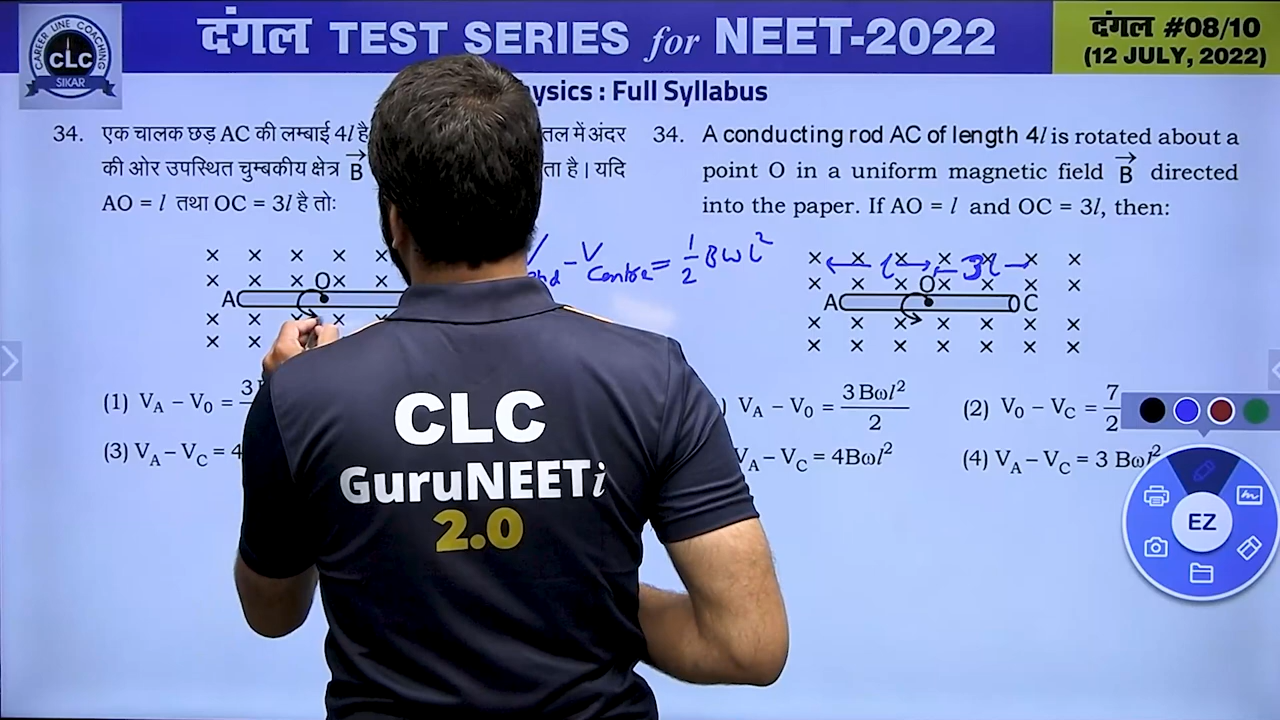 दंगल TEST SERIES for NEET-2022
दंगल #08/10
(12 JULY, 2022)
CAREER LINE COACHING
CLC
SIKAR
ysics : Full Syllabus
34. एक चालक छड़ AC की लम्बाई 4l है तल में अंदर
की ओर उपस्थित चुम्बकीय क्षेत्र B ता है। यदि
AO = l तथा OC = 3l है तोः
34. A conducting rod AC of length 4l is rotated about a
point O in a uniform magnetic field B directed
into the paper. If AO = l and OC = 3l, then:
- V Centre = 1/2 Bωl²
l 3l
A O
A O C
(1) V_A – V_0 = 3
(3) V_A – V_C = 4
) V_A – V_0 = 3Bωl²/2
(2) V_0 – V_C = 7/2
V_A – V_C = 4Bωl²
(4) V_A – V_C = 3 Bωl²
EZ
CLC
GuruNEETi
2.0